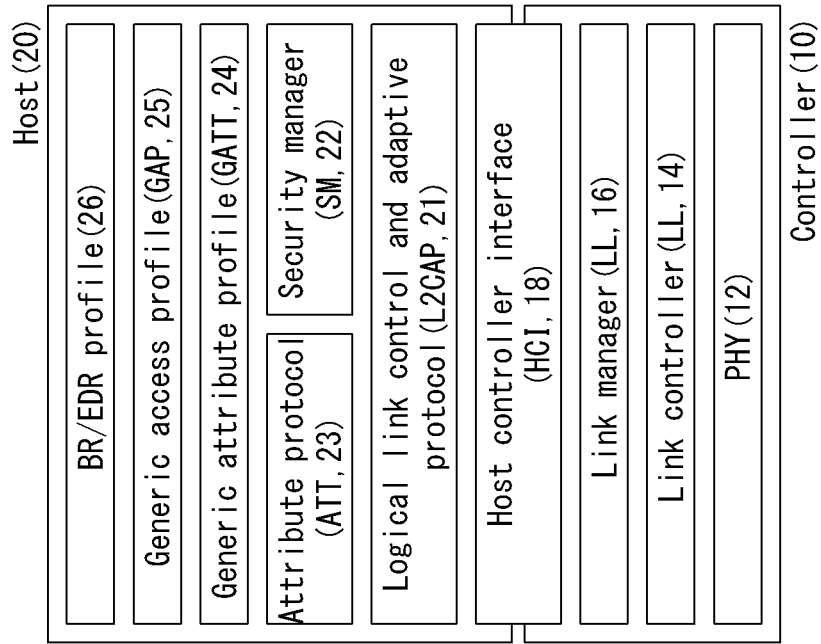 Host(20)
BR/EDR profile(26)
Generic access profile(GAP, 25)
Generic attribute profile(GATT, 24)
Attribute protocol
(ATT, 23)
Security manager
(SM, 22)
Logical link control and adaptive
protocol(L2CAP, 21)
Host controller interface
(HCI, 18)
Link manager(LL, 16)
Link controller(LL, 14)
PHY(12)
Controller(10)